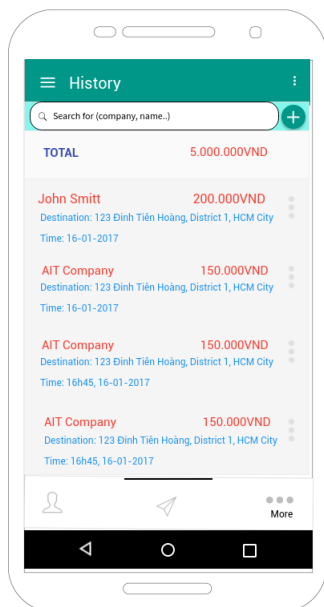 History
Search for (company, name..)
TOTAL 5.000.000VND
John Smitt 200.000VND
Destination: 123 Đinh Tiên Hoàng, District 1, HCM City
Time: 16-01-2017
AIT Company 150.000VND
Destination: 123 Đinh Tiên Hoàng, District 1, HCM City
Time: 16-01-2017
AIT Company 150.000VND
Destination: 123 Đinh Tiên Hoàng, District 1, HCM City
Time: 16h45, 16-01-2017
AIT Company 150.000VND
Destination: 123 Đinh Tiên Hoàng, District 1, HCM City
Time: 16h45, 16-01-2017
More